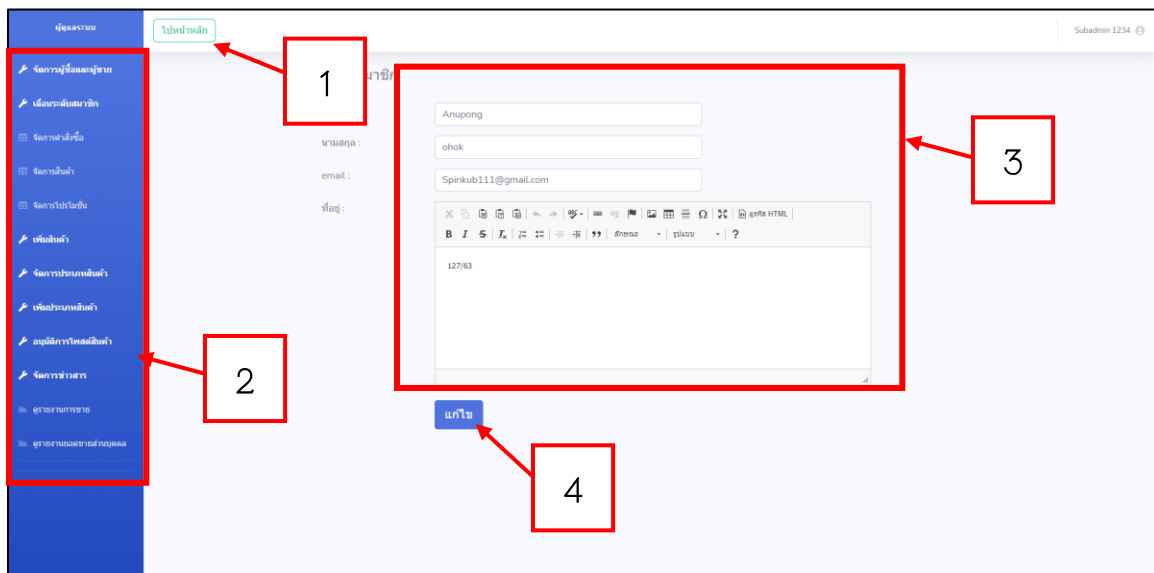 ผู้ดูแลระบบ
ไปหน้าหลัก
Subadmin 1234
1
จัดการผู้ซื้อและผู้ขาย
เลื่อนระดับสมาชิก
จัดการคำสั่งซื้อ
จัดการสินค้า
จัดการโปรโมชั่น
เพิ่มสินค้า
จัดการประเภทสินค้า
เพิ่มประเภทสินค้า
อนุมัติการโพสต์สินค้า
จัดการข่าวสาร
ดูรายงานการขาย
ดูรายงานยอดขายส่วนบุคคล
2
Anupong
นามสกุล :
ohok
email :
Spinkub111@gmail.com
ที่อยู่ :
ดูรหัส HTML
B I S Ix ลักษณะ รูปแบบ ?
127/63
3
แก้ไข
4